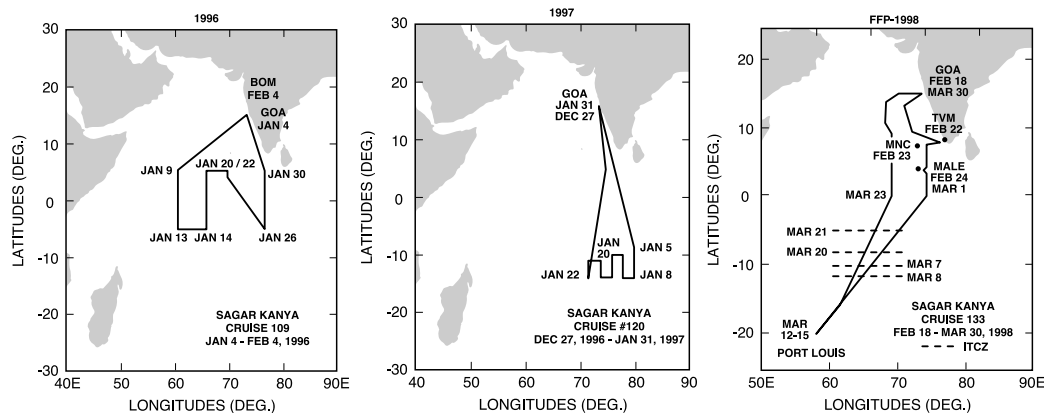 1996
30
20
10
0
-10
-20
-30
40E
50
60
70
80
90
LATITUDES (DEG.)
LONGITUDES (DEG.)
BOM
FEB 4
GOA
JAN 4
JAN 9
JAN 20 / 22
JAN 30
JAN 13
JAN 14
JAN 26
SAGAR KANYA
CRUISE 109
JAN 4 – FEB 4, 1996
1997
30
20
10
0
-10
-20
-30
40
50
60
70
80
90
LATITUDES (DEG.)
LONGITUDES (DEG.)
GOA
JAN 31
DEC 27
JAN
20
JAN 5
JAN 22
JAN 8
SAGAR KANYA
CRUISE #120
DEC 27, 1996 - JAN 31, 1997
FFP-1998
20
10
0
-10
-20
50E
60
70
80
90E
LATITUDES (DEG.)
LONGITUDES (DEG.)
GOA
FEB 18
MAR 30
TVM
FEB 22
MNC
FEB 23
MALE
FEB 24
MAR 1
MAR 23
MAR 21
MAR 20
MAR 7
MAR 8
MAR
12-15
PORT LOUIS
SAGAR KANYA
CRUISE 133
FEB 18 - MAR 30, 1998
ITCZ